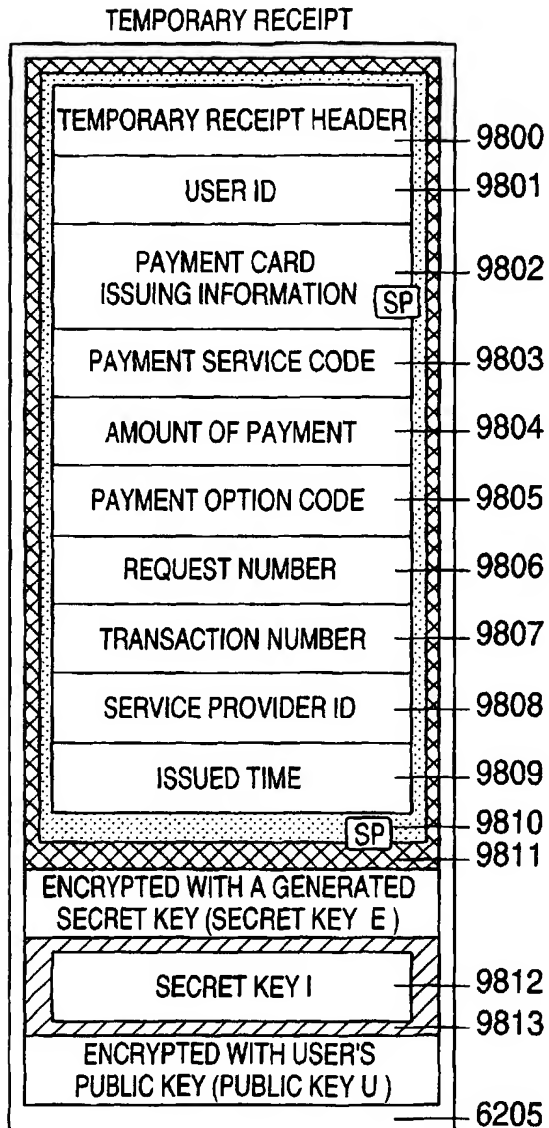 TEMPORARY RECEIPT
TEMPORARY RECEIPT HEADER
9800
USER ID
9801
PAYMENT CARD
ISSUING INFORMATION
9802
SP
PAYMENT SERVICE CODE
9803
AMOUNT OF PAYMENT
9804
PAYMENT OPTION CODE
9805
REQUEST NUMBER
9806
TRANSACTION NUMBER
9807
SERVICE PROVIDER ID
9808
ISSUED TIME
9809
SP
9810
9811
ENCRYPTED WITH A GENERATED
SECRET KEY (SECRET KEY E )
SECRET KEY I
9812
9813
ENCRYPTED WITH USER'S
PUBLIC KEY (PUBLIC KEY U )
6205